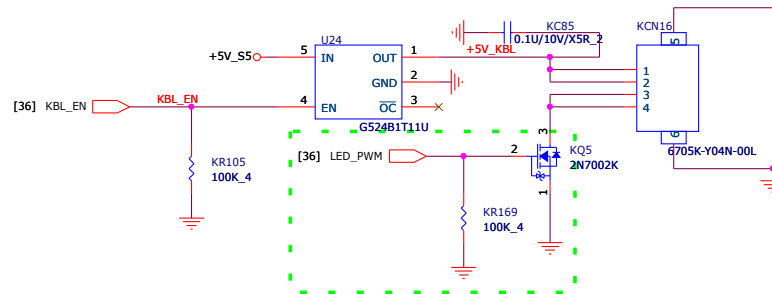 KC85
0.1U/10V/X5R_2
KCN16
U24
+5V_S5
5
IN
OUT
1
+5V_KBL
5
GND
2
1
2
3
4
[36] KBL_EN
KBL_EN
4
EN
OC
3
G524B1T11U
6
6705K-Y04N-00L
3
[36] LED_PWM
2
KQ5
2N7002K
1
KR105
100K_4
KR169
100K_4